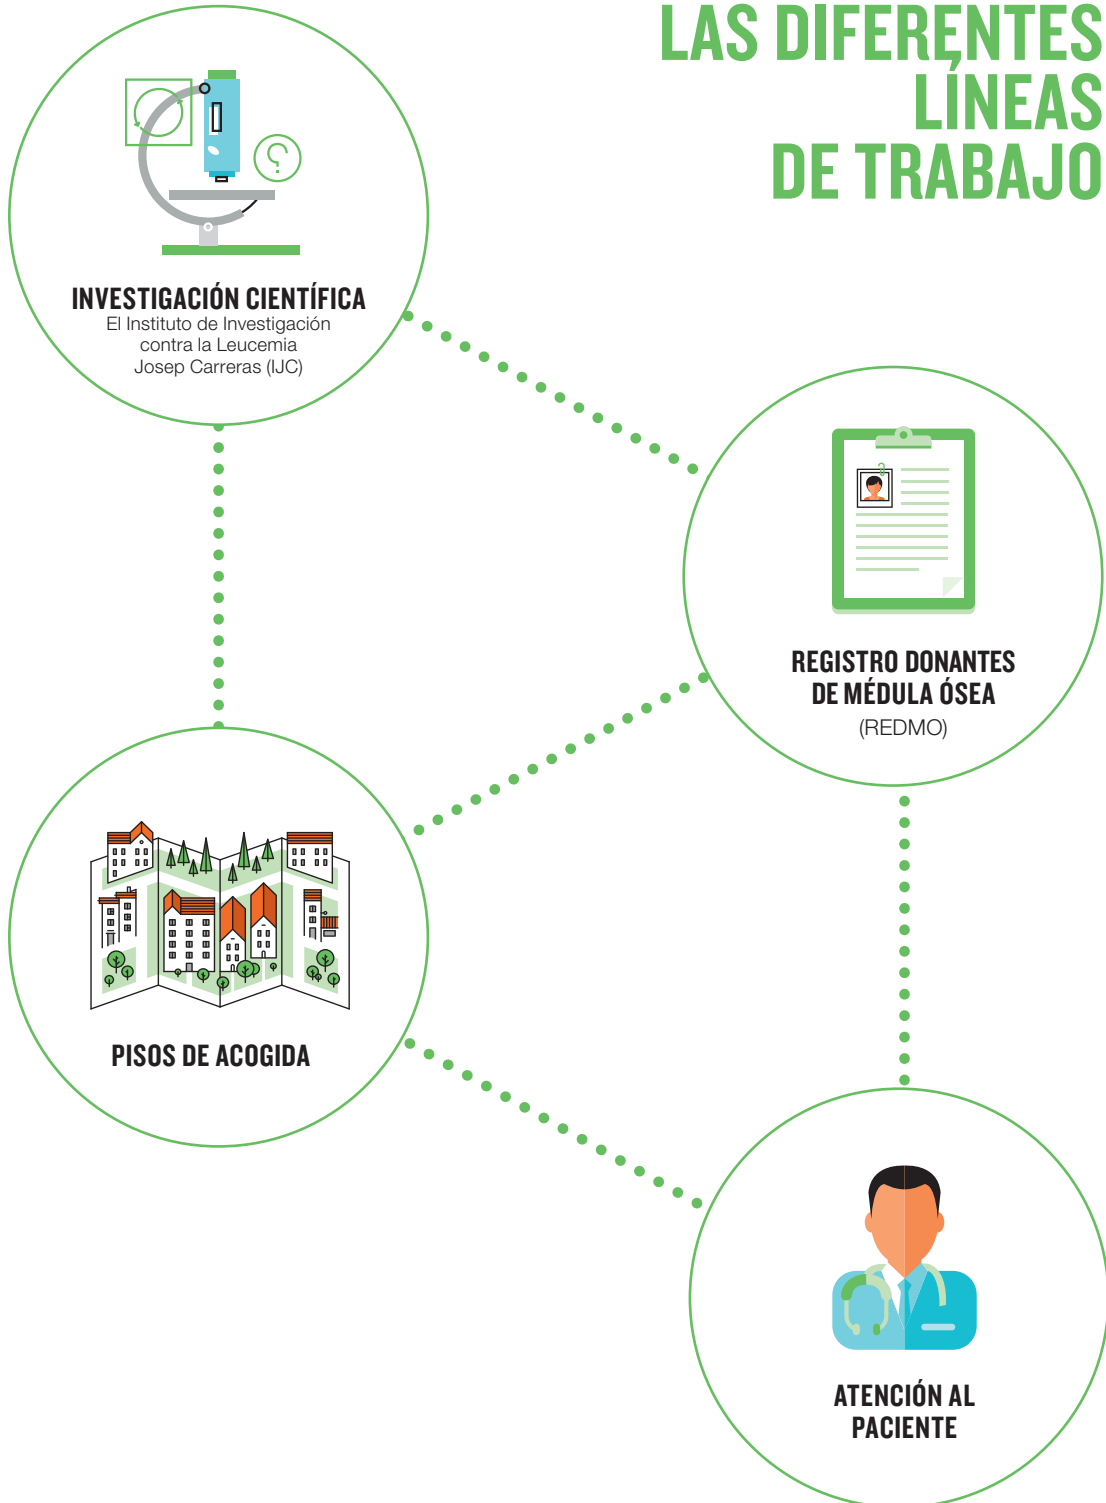 LAS DIFERENTES
LÍNEAS
DE TRABAJO
INVESTIGACIÓN CIENTÍFICA
El Instituto de Investigación
contra la Leucemia
Josep Carreras (IJC)
REGISTRO DONANTES
DE MÉDULA ÓSEA
(REDMO)
PISOS DE ACOGIDA
ATENCIÓN AL
PACIENTE